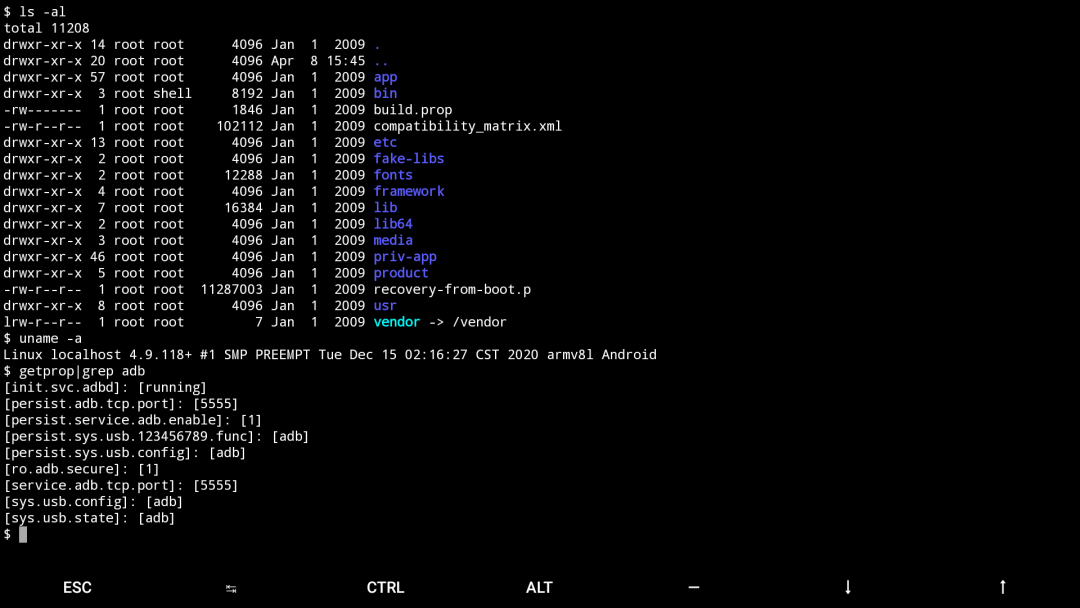 $ ls -al
total 11208
drwxr-xr-x 14 root root      4096 Jan  1  2009 .
drwxr-xr-x 20 root root      4096 Apr  8 15:45 ..
drwxr-xr-x 57 root root      4096 Jan  1  2009 app
drwxr-xr-x  3 root shell     8192 Jan  1  2009 bin
-rw-------  1 root root      1846 Jan  1  2009 build.prop
-rw-r--r--  1 root root    102112 Jan  1  2009 compatibility_matrix.xml
drwxr-xr-x 13 root root      4096 Jan  1  2009 etc
drwxr-xr-x  2 root root      4096 Jan  1  2009 fake-libs
drwxr-xr-x  2 root root     12288 Jan  1  2009 fonts
drwxr-xr-x  4 root root      4096 Jan  1  2009 framework
drwxr-xr-x  7 root root     16384 Jan  1  2009 lib
drwxr-xr-x  2 root root      4096 Jan  1  2009 lib64
drwxr-xr-x  3 root root      4096 Jan  1  2009 media
drwxr-xr-x 46 root root      4096 Jan  1  2009 priv-app
drwxr-xr-x  5 root root      4096 Jan  1  2009 product
-rw-r--r--  1 root root  11287003 Jan  1  2009 recovery-from-boot.p
drwxr-xr-x  8 root root      4096 Jan  1  2009 usr
lrw-r--r--  1 root root         7 Jan  1  2009 vendor -> /vendor
$ uname -a
Linux localhost 4.9.118+ #1 SMP PREEMPT Tue Dec 15 02:16:27 CST 2020 armv8l Android
$ getprop|grep adb
[init.svc.adbd]: [running]
[persist.adb.tcp.port]: [5555]
[persist.service.adb.enable]: [1]
[persist.sys.usb.123456789.func]: [adb]
[persist.sys.usb.config]: [adb]
[ro.adb.secure]: [1]
[service.adb.tcp.port]: [5555]
[sys.usb.config]: [adb]
[sys.usb.state]: [adb]
$
ESC ↹ CTRL ALT — ↓ ↑